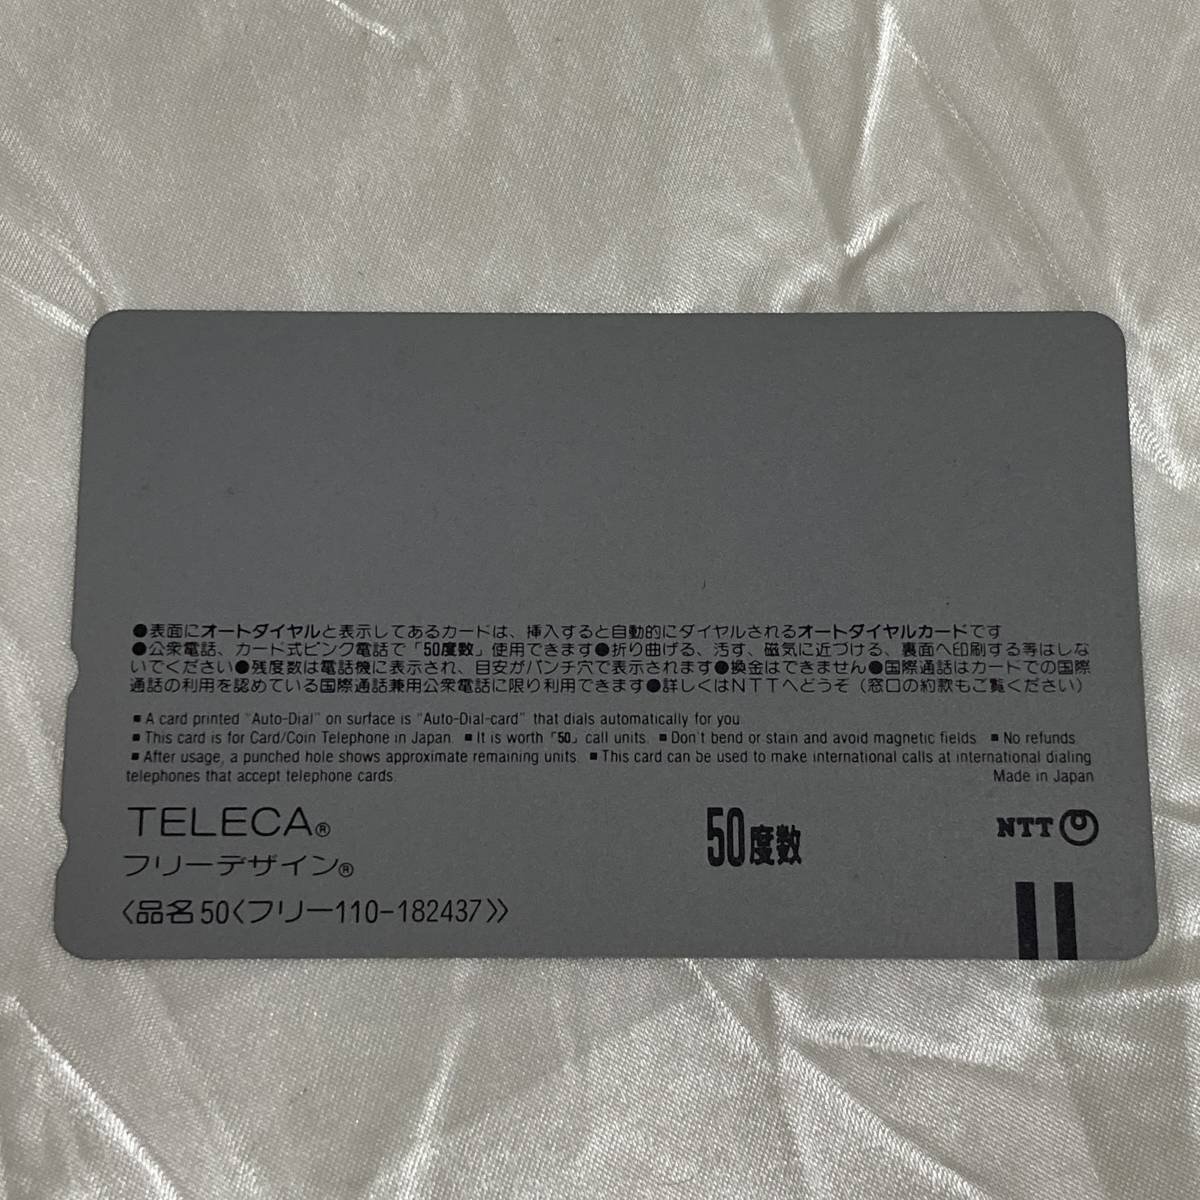 ●表面にオートダイヤルと表示してあるカードは、挿入すると自動的にダイヤルされるオートダイヤルカードです
●公衆電話、カード式ピンク電話で「50度数」使用できます●折り曲げる、汚す、磁気に近づける、裏面へ印刷する等はしな
いでください●残度数は電話機に表示され、目安がパンチ穴で表示されます●換金はできません●国際通話はカードでの国際
通話の利用を認めている国際通話兼用公衆電話に限り利用できます●詳しくはNTTへどうぞ(窓口の約款もご覧ください)
■ A card printed "Auto-Dial" on surface is "Auto-Dial-card" that dials automatically for you.
■ This card is for Card/Coin Telephone in Japan. ■ It is worth「50」call units. ■ Don't bend or stain and avoid magnetic fields. ■ No refunds.
■ After usage, a punched hole shows approximate remaining units. ■ This card can be used to make international calls at international dialing
telephones that accept telephone cards. Made in Japan
TELECA®
50度数
NTT
フリーデザイン®
〈品名50〈フリー110-182437〉〉